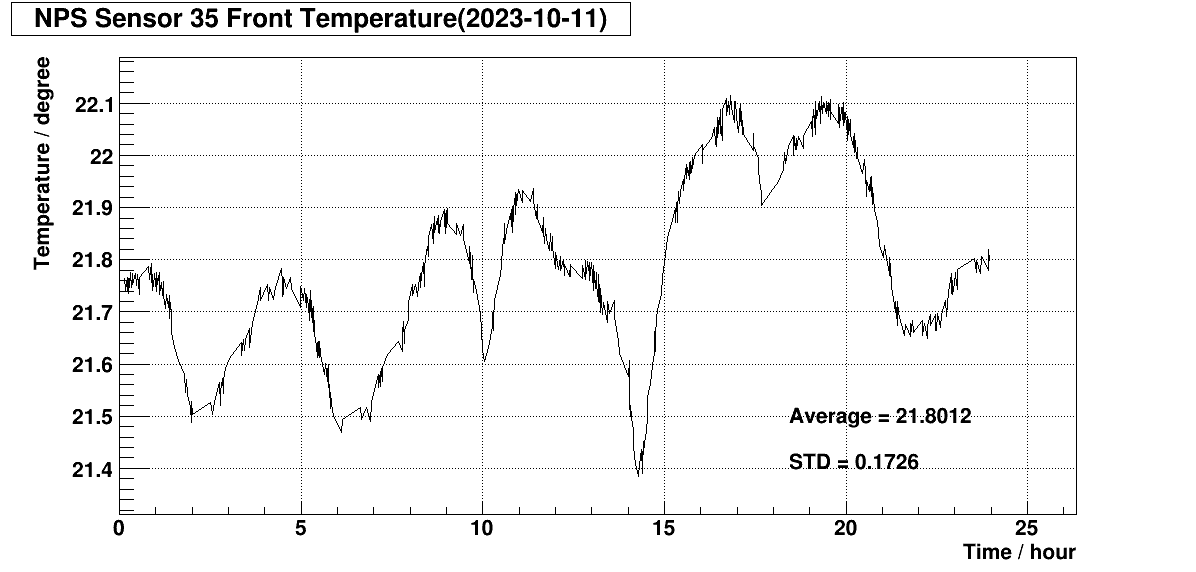 NPS Sensor 35 Front Temperature(2023-10-11)
Temperature / degree
22.1
22
21.9
21.8
21.7
21.6
21.5
21.4
Average = 21.8012
STD = 0.1726
0 5 10 15 20 25
Time / hour